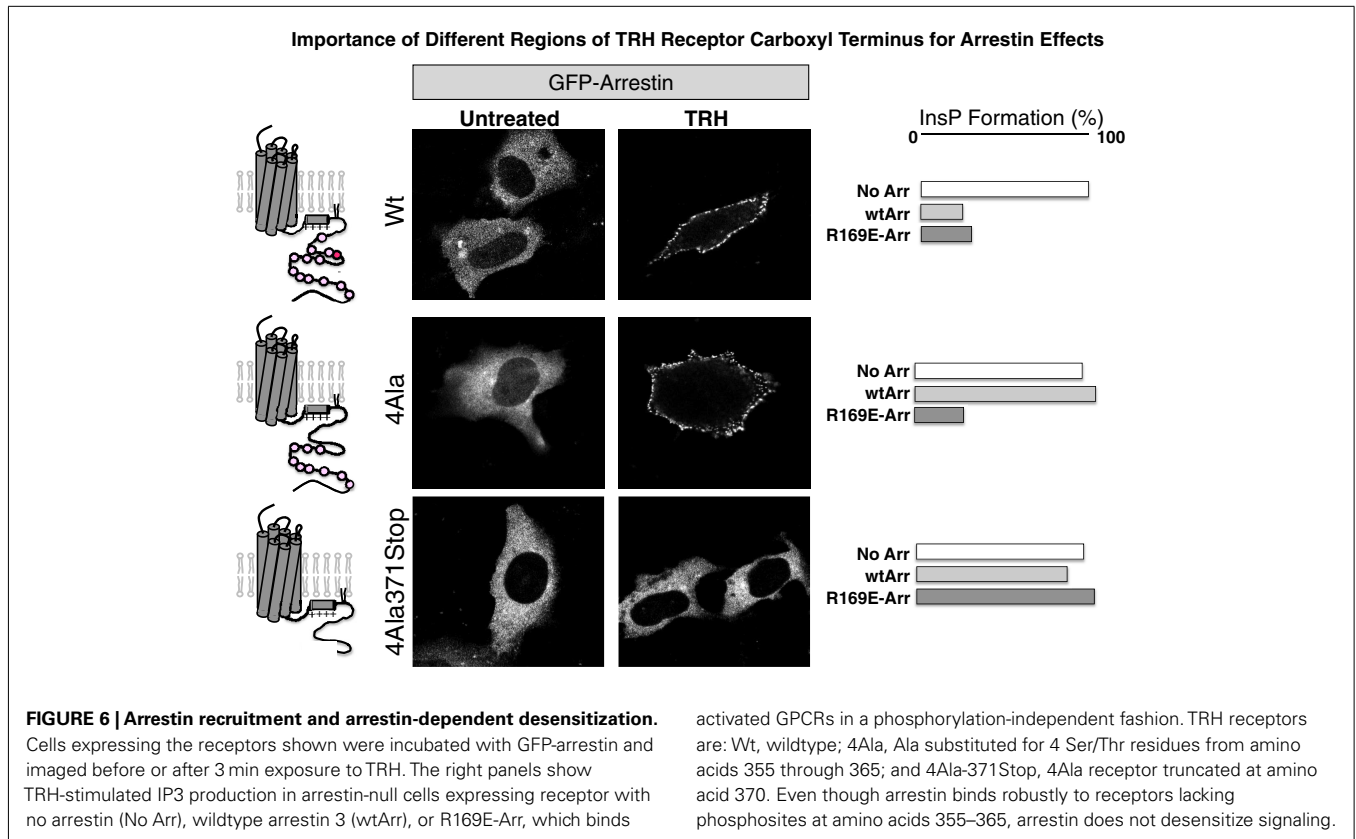 Importance of Different Regions of TRH Receptor Carboxyl Terminus for Arrestin Effects
GFP-Arrestin
Untreated
TRH
InsP Formation (%)
0
100
Wt
No Arr
wtArr
R169E-Arr
4Ala
No Arr
wtArr
R169E-Arr
4Ala371Stop
No Arr
wtArr
R169E-Arr
FIGURE 6 | Arrestin recruitment and arrestin-dependent desensitization.
Cells expressing the receptors shown were incubated with GFP-arrestin and
imaged before or after 3 min exposure to TRH. The right panels show
TRH-stimulated IP3 production in arrestin-null cells expressing receptor with
no arrestin (No Arr), wildtype arrestin 3 (wtArr), or R169E-Arr, which binds
activated GPCRs in a phosphorylation-independent fashion. TRH receptors
are: Wt, wildtype; 4Ala, Ala substituted for 4 Ser/Thr residues from amino
acids 355 through 365; and 4Ala-371Stop, 4Ala receptor truncated at amino
acid 370. Even though arrestin binds robustly to receptors lacking
phosphosites at amino acids 355–365, arrestin does not desensitize signaling.